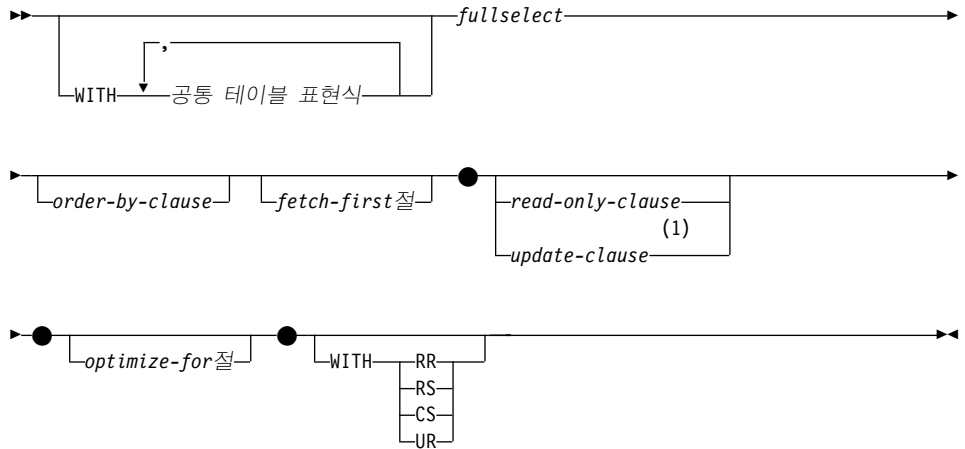 fullselect
,
WITH 공통 테이블 표현식
order-by-clause fetch-first절 read-only-clause
(1)
update-clause
optimize-for절 WITH RR
RS
CS
UR